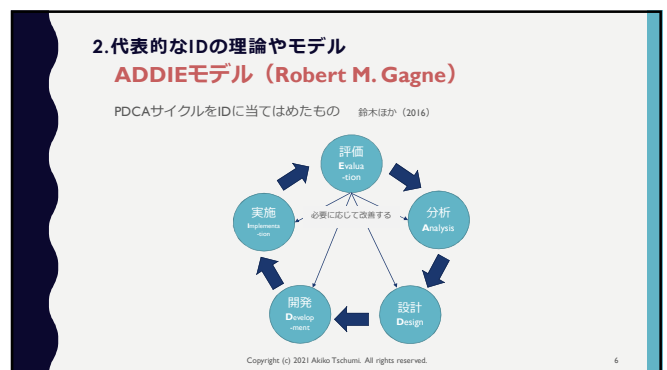 2.代表的なIDの理論やモデル
ADDIEモデル（Robert M. Gagne）
PDCAサイクルをIDに当てはめたもの 鈴木ほか（2016）
評価
Evalua
-tion
実施
Implementa
-tion
必要に応じて改善する
分析
Analysis
開発
Develop
-ment
設計
Design
Copyright (c) 2021 Akiko Tschumi. All rights reserved.
6